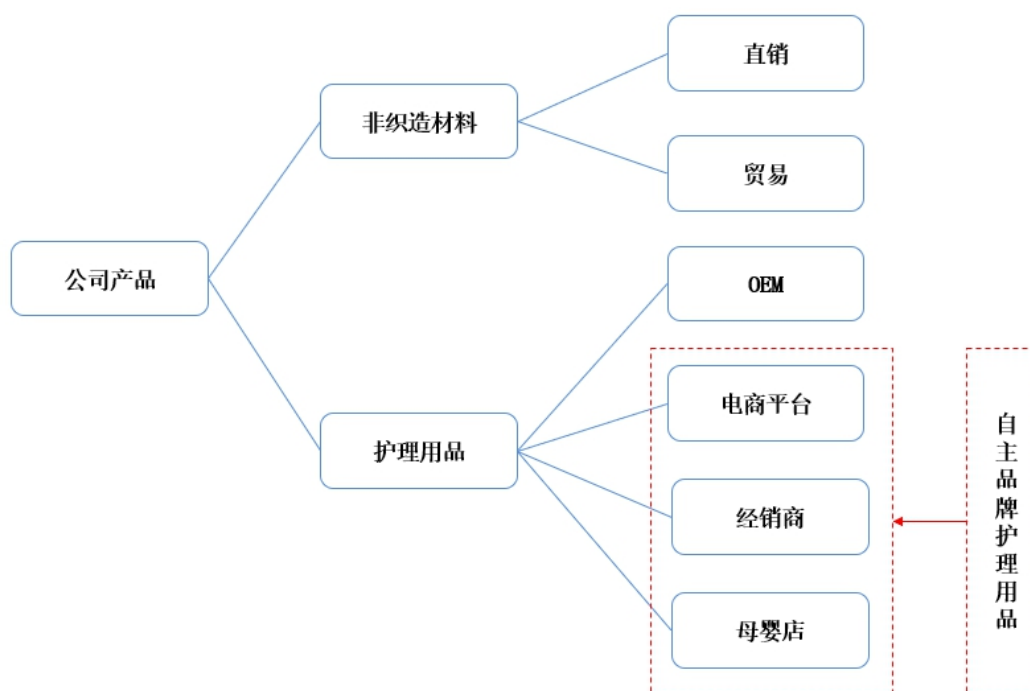 直销
非织造材料
贸易
公司产品
OEM
电商平台
护理用品
经销商
母婴店
自主品牌护理用品